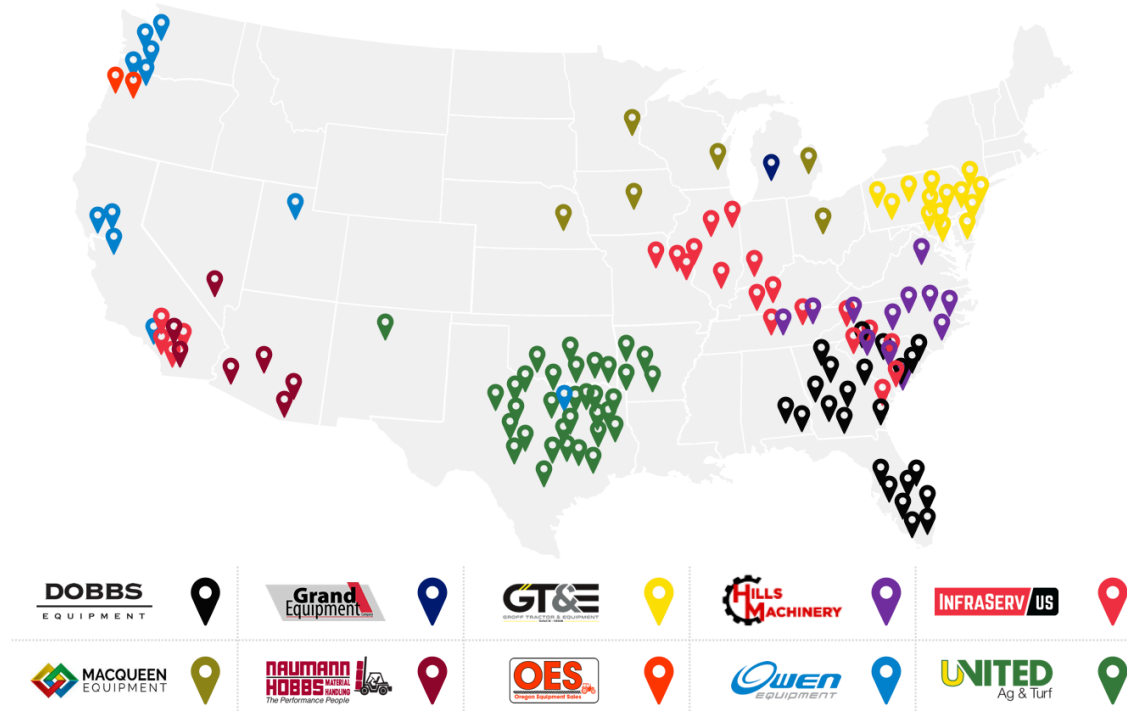 DOBBS
EQUIPMENT
Grand
Equipment
GT&E
GROFF TRACTOR & EQUIPMENT
HILLS
MACHINERY
INFRASERV US
MACQUEEN
EQUIPMENT
NAUMANN
HOBBS
MATERIAL
HANDLING
The Performance People
OES
Oregon Equipment Sales
Owen
EQUIPMENT
UNITED
Ag & Turf